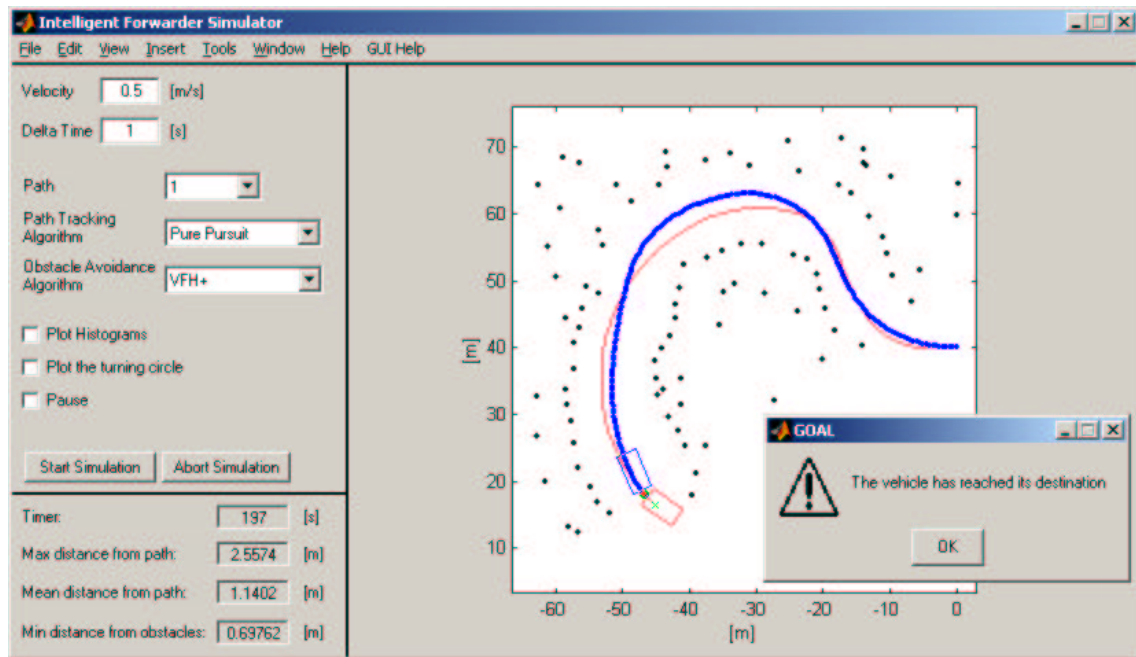 Intelligent Forwarder Simulator
File Edit View Insert Tools Window Help GUI Help
Velocity 0.5 [m/s]
Delta Time 1 [s]
Path 1
Path Tracking
Algorithm Pure Pursuit
Obstacle Avoidance
Algorithm VFH+
Plot Histograms
Plot the turning circle
Pause
Start Simulation Abort Simulation
Timer: 197 [s]
Max distance from path: 2.5574 [m]
Mean distance from path: 1.1402 [m]
Min distance from obstacles: 0.69762 [m]
70
60
50
40
[m]
30
20
10
-60 -50 -40 -30 -20 -10 0
[m]
GOAL
The vehicle has reached its destination
OK